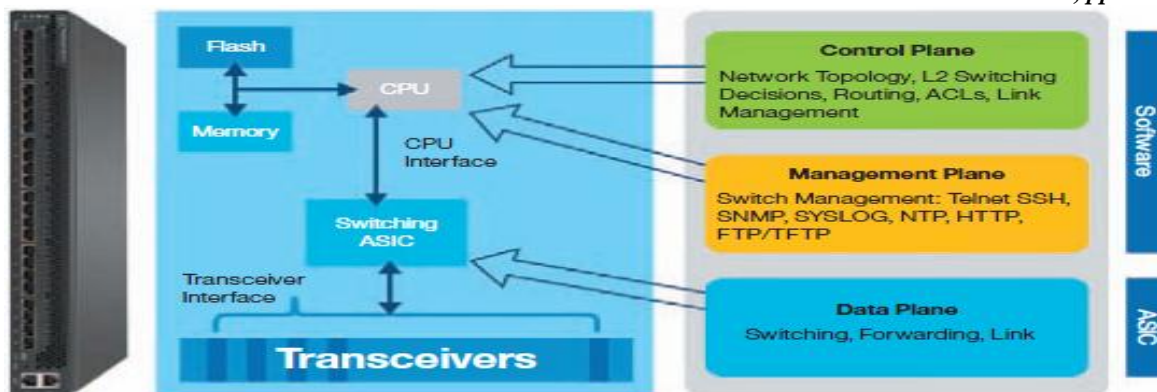 Flash
CPU
Memory
CPU
Interface
Switching
ASIC
Transceiver
Interface
Transceivers
Control Plane
Network Topology, L2 Switching
Decisions, Routing, ACLs, Link
Management
Management Plane
Switch Management: Telnet SSH,
SNMP, SYSLOG, NTP, HTTP,
FTP/TFTP
Data Plane
Switching, Forwarding, Link
Software
ASIC